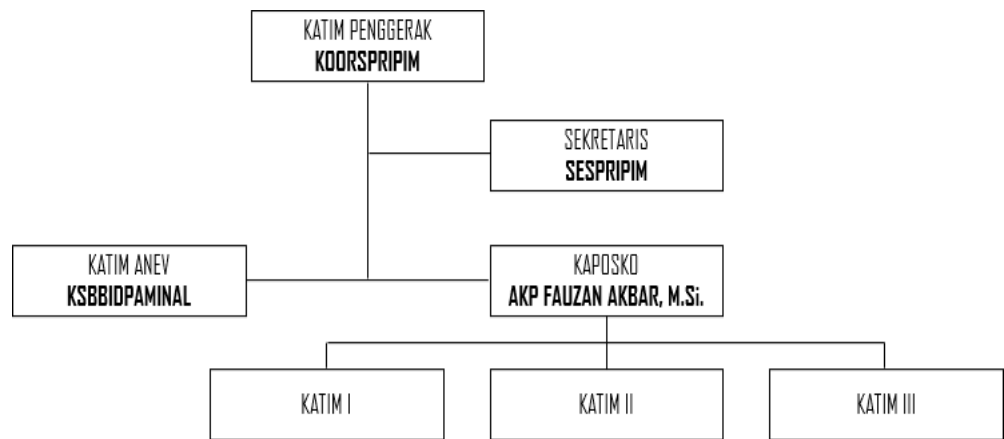 KATIM PENGGERAK
KOORSPRIPIM
SEKRETARIS
SESPRIPIM
KATIM ANEV
KSBBIDPAMINAL
KAPOSKO
AKP FAUZAN AKBAR, M.Si.
KATIM I
KATIM II
KATIM III